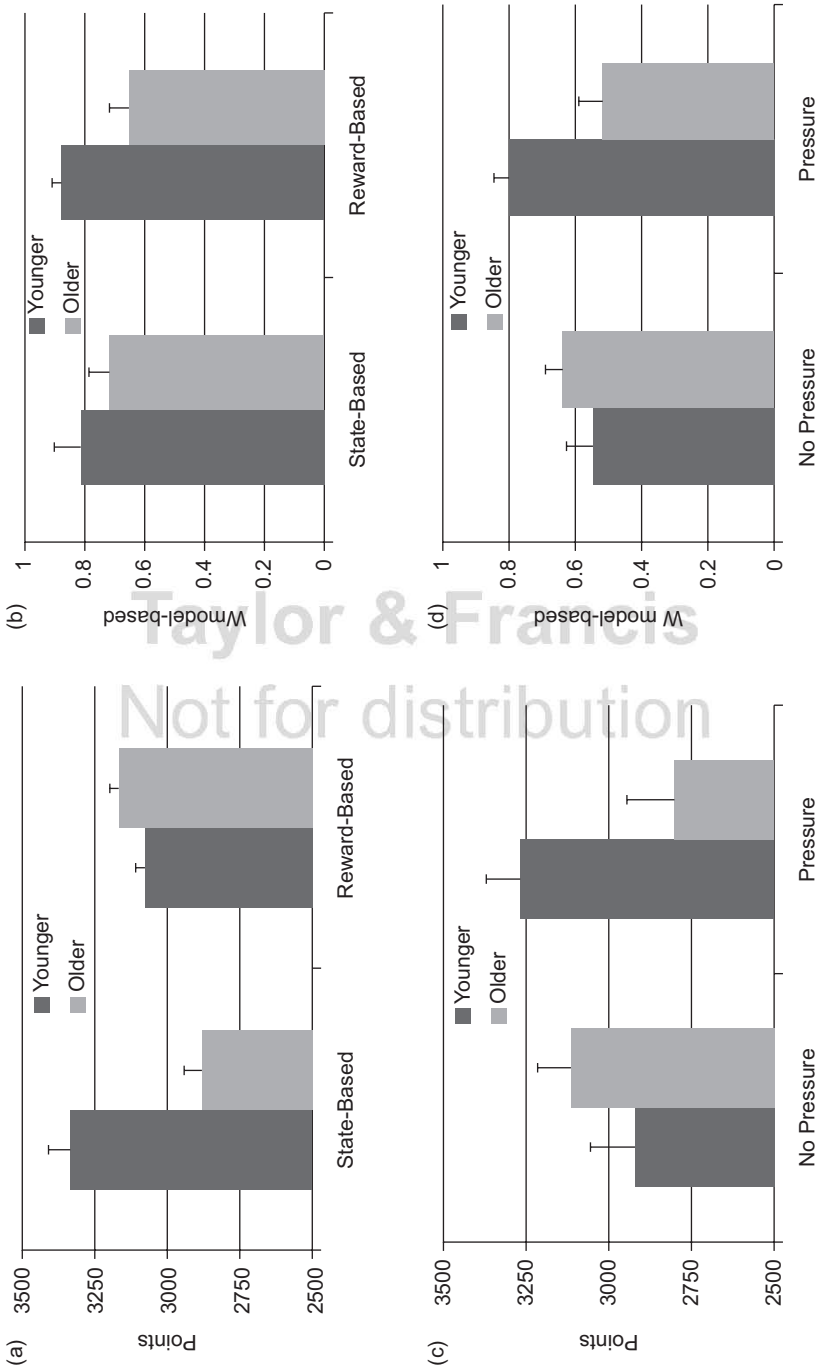 (a)
Points
3500
3250
3000
2750
2500
Younger
Older
State-Based
Reward-Based
(b)
Wmodel-based
1
0.8
0.6
0.4
0.2
0
Younger
Older
State-Based
Reward-Based
(c)
Points
3500
3250
3000
2750
2500
Younger
Older
No Pressure
Pressure
(d)
W model-based
1
0.8
0.6
0.4
0.2
0
Younger
Older
No Pressure
Pressure
Taylor & Francis
Not for distribution